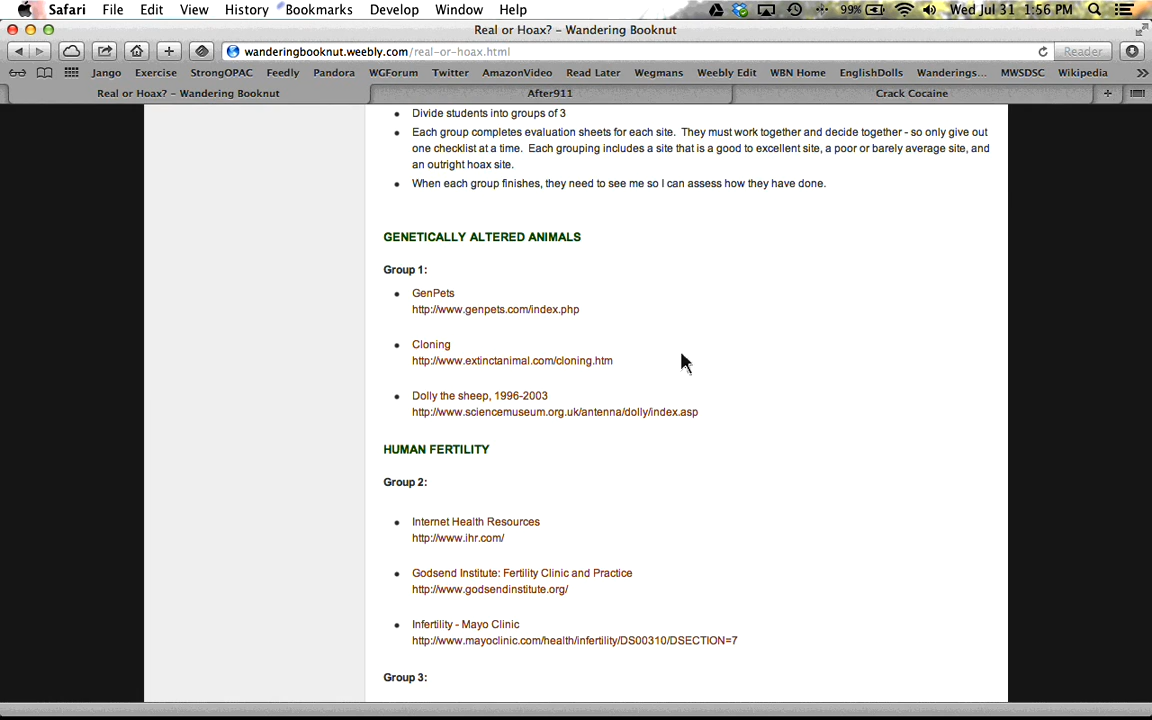 Safari File Edit View History Bookmarks Develop Window Help 99% Wed Jul 31 1:56 PM
Real or Hoax? – Wandering Booknut
wanderingbooknut.weebly.com/real-or-hoax.html Reader
Jango Exercise StrongOPAC Feedly Pandora WGForum Twitter AmazonVideo Read Later Wegmans Weebly Edit WBN Home EnglishDolls Wanderings... MWSDSC Wikipedia
Real or Hoax? – Wandering Booknut After911 Crack Cocaine
• Divide students into groups of 3
• Each group completes evaluation sheets for each site. They must work together and decide together - so only give out
one checklist at a time. Each grouping includes a site that is a good to excellent site, a poor or barely average site, and
an outright hoax site.
• When each group finishes, they need to see me so I can assess how they have done.
GENETICALLY ALTERED ANIMALS
Group 1:
• GenPets
http://www.genpets.com/index.php
• Cloning
http://www.extinctanimal.com/cloning.htm
• Dolly the sheep, 1996-2003
http://www.sciencemuseum.org.uk/antenna/dolly/index.asp
HUMAN FERTILITY
Group 2:
• Internet Health Resources
http://www.ihr.com/
• Godsend Institute: Fertility Clinic and Practice
http://www.godsendinstitute.org/
• Infertility - Mayo Clinic
http://www.mayoclinic.com/health/infertility/DS00310/DSECTION=7
Group 3: